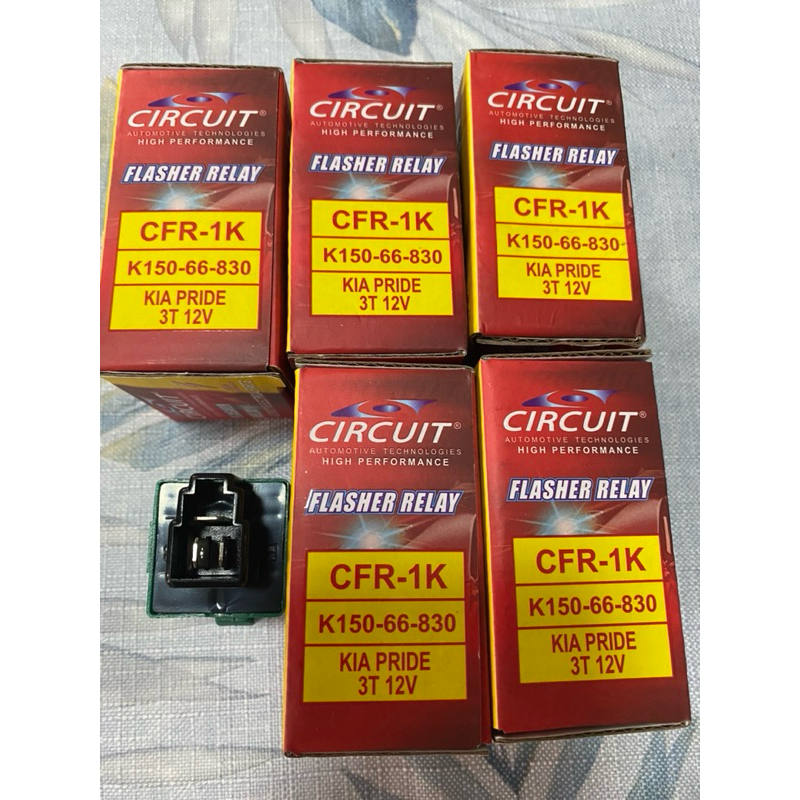 CIRCUIT®
AUTOMOTIVE TECHNOLOGIES
HIGH PERFORMANCE
FLASHER RELAY
CFR-1K
K150-66-830
KIA PRIDE
3T 12V
CIRCUIT®
AUTOMOTIVE TECHNOLOGIES
HIGH PERFORMANCE
FLASHER RELAY
CFR-1K
K150-66-830
KIA PRIDE
3T 12V
CIRCUIT®
AUTOMOTIVE TECHNOLOGIES
HIGH PERFORMANCE
FLASHER RELAY
CFR-1K
K150-66-830
KIA PRIDE
3T 12V
CIRCUIT®
AUTOMOTIVE TECHNOLOGIES
HIGH PERFORMANCE
FLASHER RELAY
CFR-1K
K150-66-830
KIA PRIDE
3T 12V
CIRCUIT®
AUTOMOTIVE TECHNOLOGIES
HIGH PERFORMANCE
FLASHER RELAY
CFR-1K
K150-66-830
KIA PRIDE
3T 12V